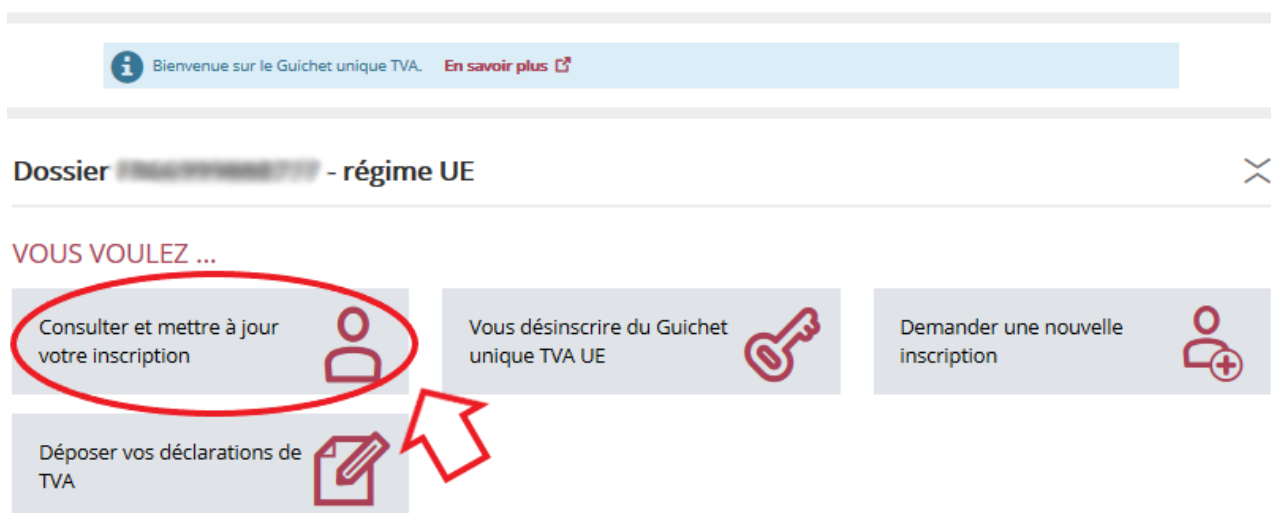 Bienvenue sur le Guichet unique TVA. En savoir plus
Dossier - régime UE
VOUS VOULEZ ...
Consulter et mettre à jour
votre inscription
Vous désinscrire du Guichet
unique TVA UE
Demander une nouvelle
inscription
Déposer vos déclarations de
TVA